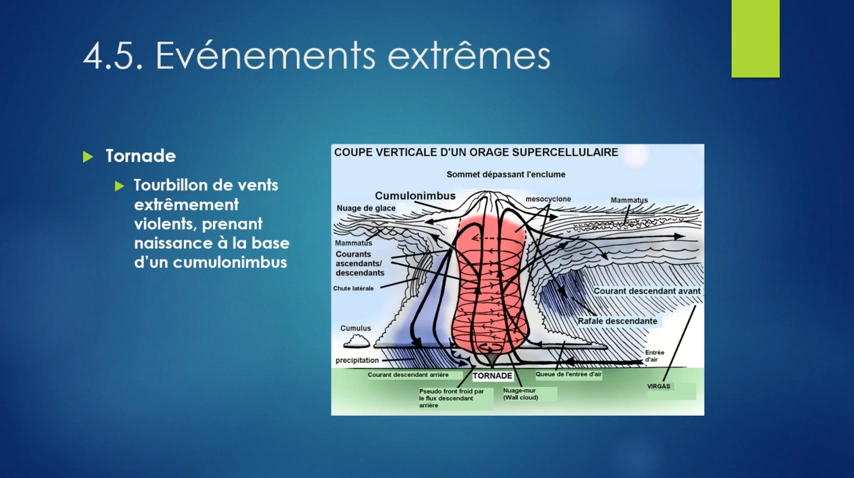 4.5. Evénements extrêmes
Tornade
Tourbillon de vents
extrêmement
violents, prenant
naissance à la base
d'un cumulonimbus
COUPE VERTICALE D'UN ORAGE SUPERCELLULAIRE
Sommet dépassant l'enclume
Cumulonimbus
mesocyclone
Mammatus
Nuage de glace
Mammatus
Courants
ascendants/
descendants
Chute latérale
Courant descendant avant
Rafale descendante
Cumulus
precipitation
Entrée
d'air
Courant descendant arrière
TORNADE
Queue de l'entrée d'air
VIRGAS
Pseudo front froid par
le flux descendant
arrière
Nuage-mur
(Wall cloud)